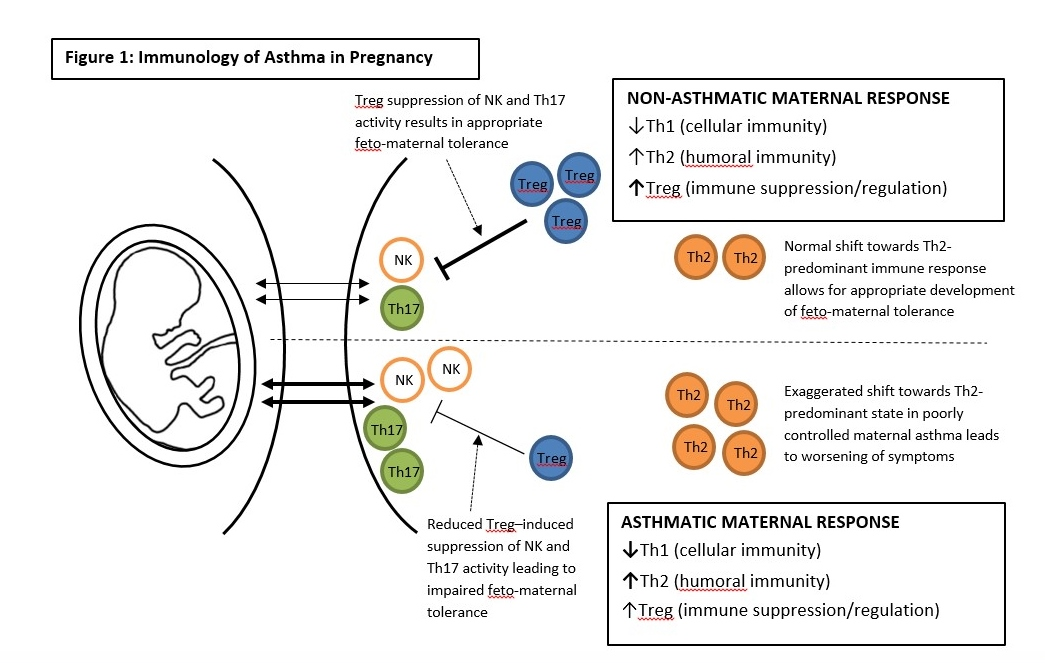 Figure 1: Immunology of Asthma in Pregnancy
Treg suppression of NK and Th17
activity results in appropriate
feto-maternal tolerance
NON-ASTHMATIC MATERNAL RESPONSE
↓Th1 (cellular immunity)
↑Th2 (humoral immunity)
↑Treg (immune suppression/regulation)
Treg
Treg
Treg
NK
Th17
Th2
Th2
Normal shift towards Th2-
predominant immune response
allows for appropriate development
of feto-maternal tolerance
NK
NK
Th17
Th17
Treg
Th2
Th2
Th2
Th2
Exaggerated shift towards Th2-
predominant state in poorly
controlled maternal asthma leads
to worsening of symptoms
Reduced Treg–induced
suppression of NK and
Th17 activity leading to
impaired feto-maternal
tolerance
ASTHMATIC MATERNAL RESPONSE
↓Th1 (cellular immunity)
↑Th2 (humoral immunity)
↑Treg (immune suppression/regulation)